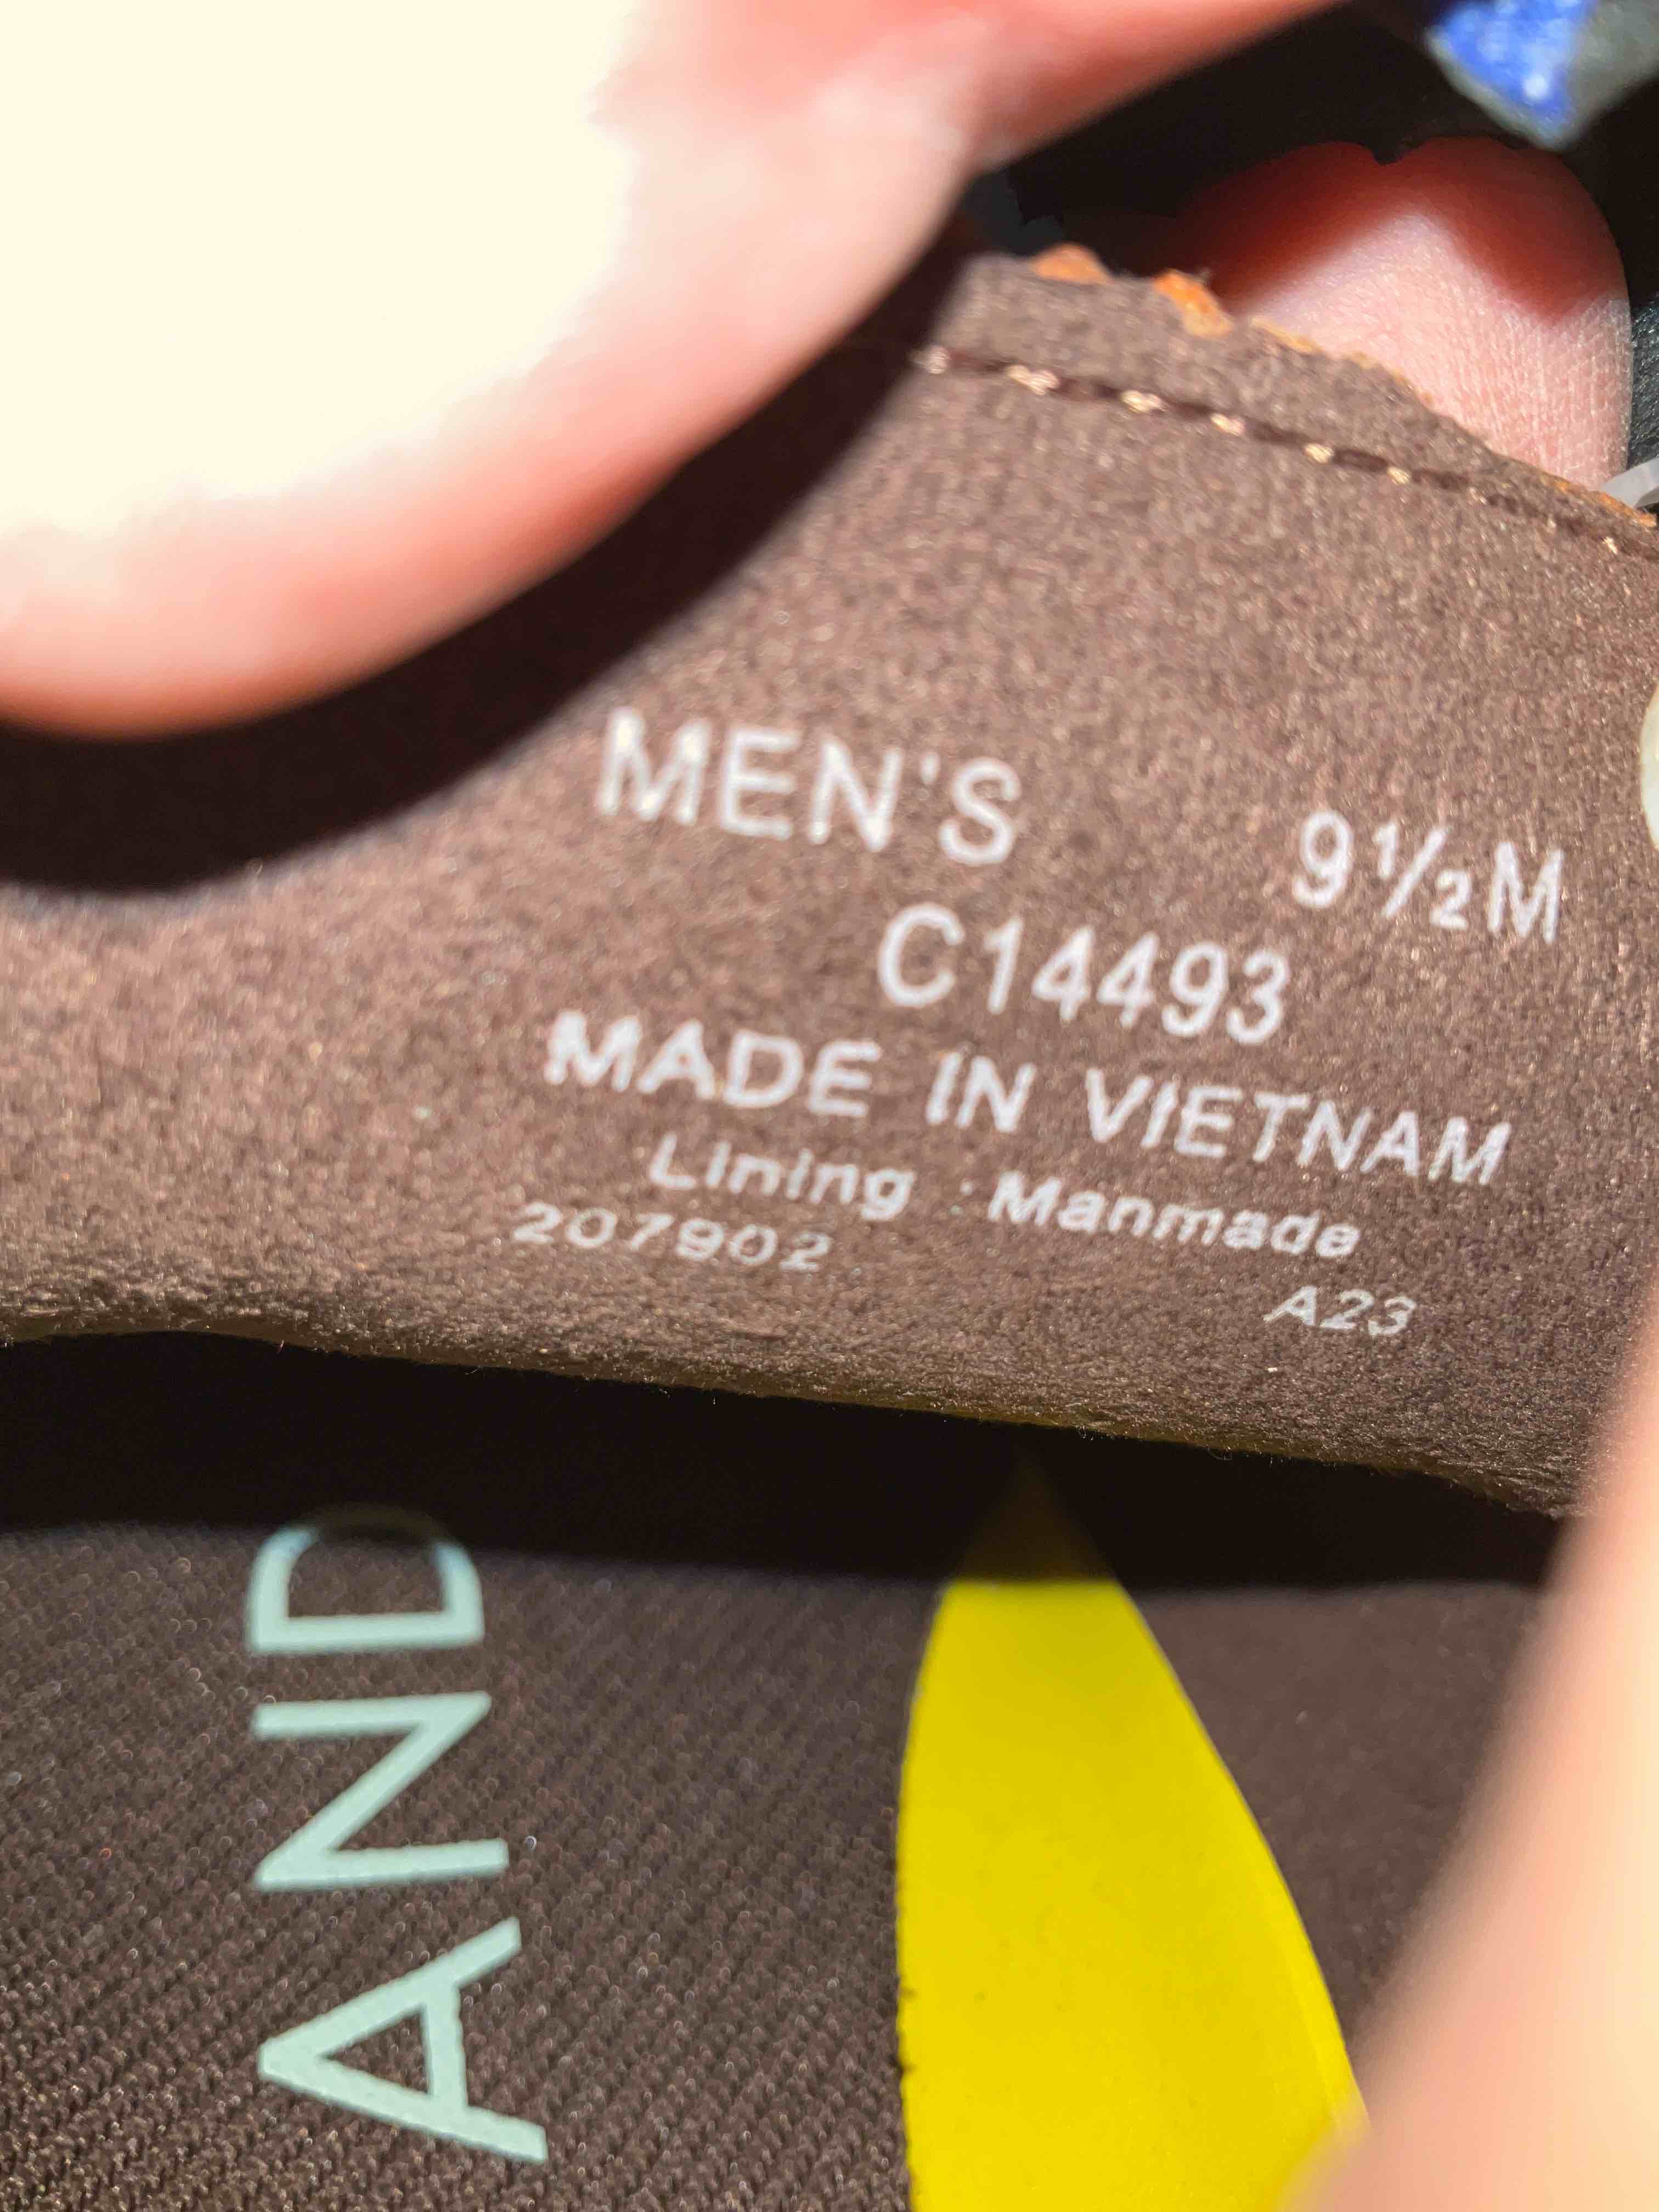 MEN'S 9½M
C14493
MADE IN VIETNAM
Lining : Manmade
207902
A23
AND